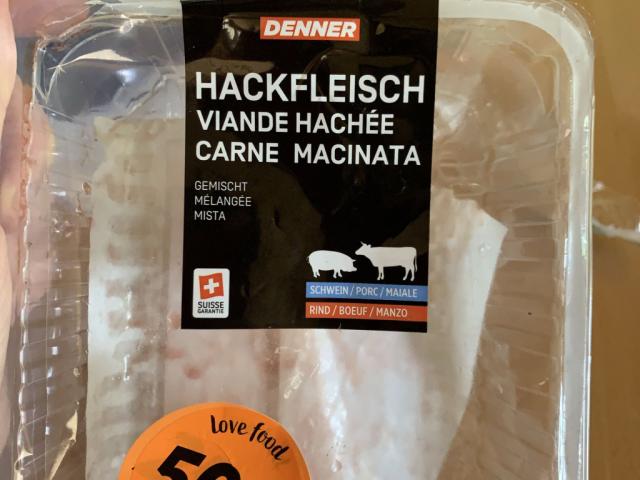 DENNER
HACKFLEISCH
VIANDE HACHÉE
CARNE MACINATA
GEMISCHT
MÉLANGÉE
MISTA
SCHWEIN / PORC / MAIALE
RIND / BOEUF / MANZO
SUISSE
GARANTIE
Love food